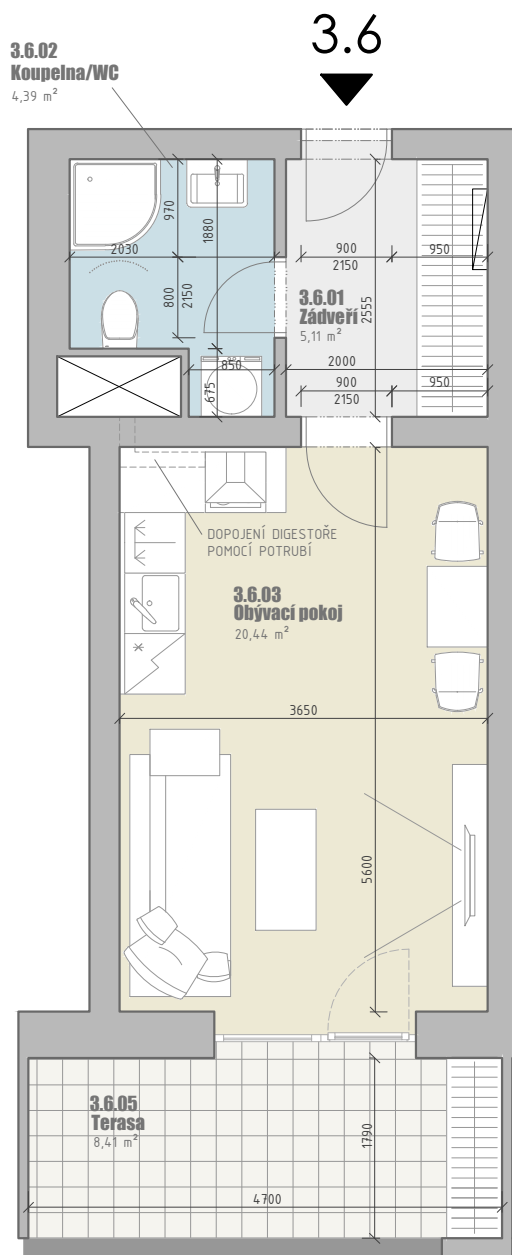 3.6
3.6.02
Koupelna/WC
4,39 m²
970
1880
2030
800
2150
900
2150
950
3.6.01
Zádveří
5,11 m²
2555
2000
850
675
900
2150
950
DOPOJENÍ DIGESTOŘE
POMOCÍ POTRUBÍ
3.6.03
Obývací pokoj
20,44 m²
3650
5600
3.6.05
Terasa
8,41 m²
1790
4700